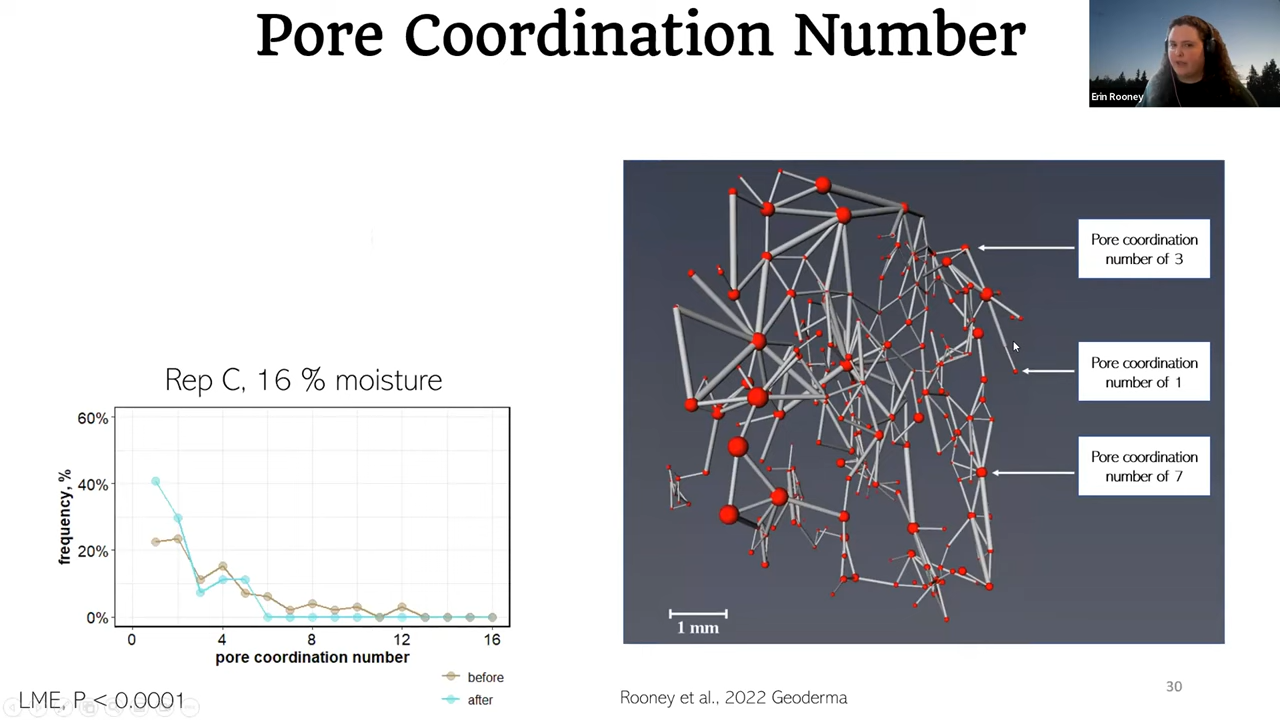 Pore Coordination Number
Erin Rooney
Pore coordination
number of 3
Pore coordination
number of 1
Pore coordination
number of 7
1 mm
Rep C, 16 % moisture
60%
40%
20%
0%
frequency, %
0 4 8 12 16
pore coordination number
before
after
LME, P < 0.0001
Rooney et al., 2022 Geoderma
30